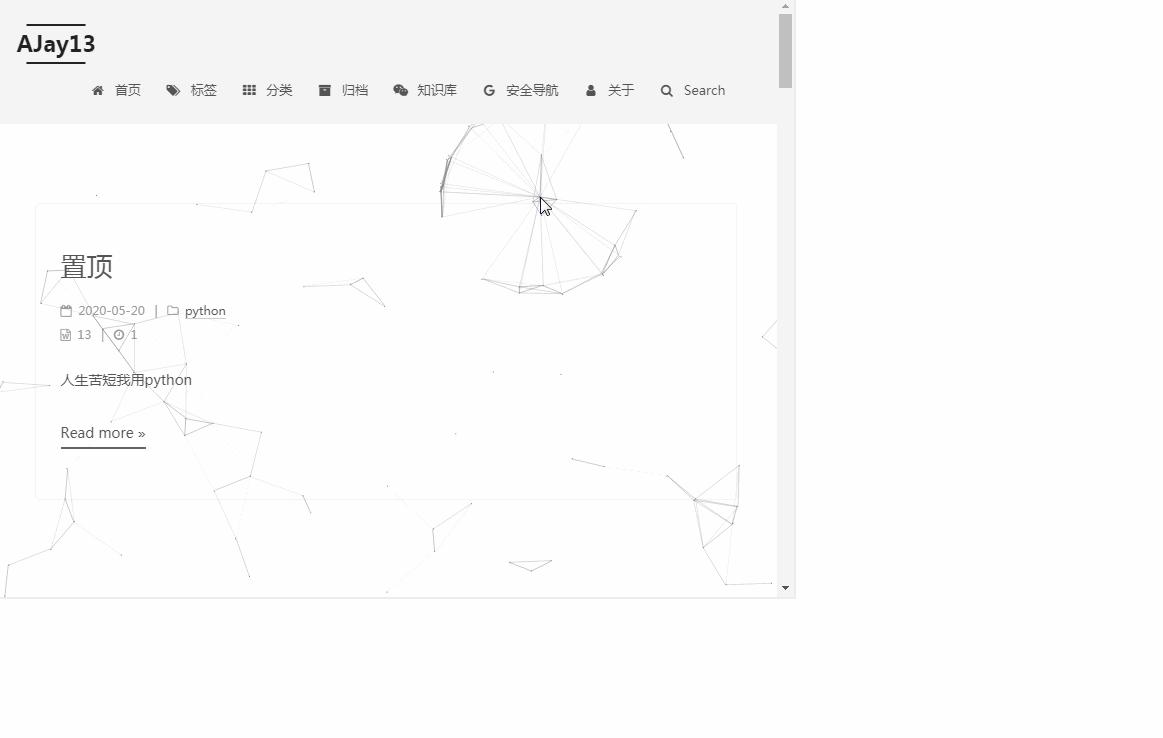 AJay13
首页 标签 分类 归档 知识库 安全导航 关于 Search
置顶
2020-05-20 | python
13 | 1
人生苦短我用python
Read more »